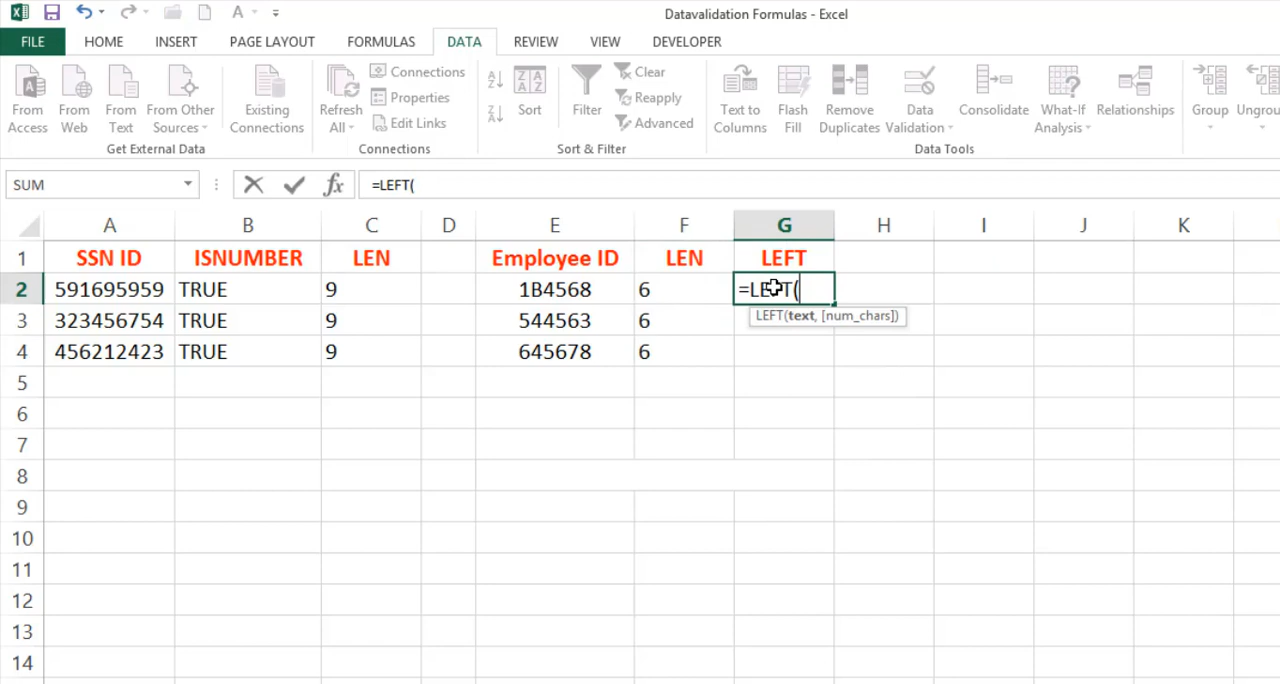 Datavalidation Formulas - Excel
FILE HOME INSERT PAGE LAYOUT FORMULAS DATA REVIEW VIEW DEVELOPER
From Access
From Web
From Text
From Other Sources
Existing Connections
Get External Data
Refresh All
Connections
Properties
Edit Links
Connections
Sort
Filter
Clear
Reapply
Advanced
Sort & Filter
Text to Columns
Flash Fill
Remove Duplicates
Data Validation
Consolidate
What-If Analysis
Relationships
Data Tools
Group
SUM fx =LEFT(
A B C D E F G H I J K
1 SSN ID ISNUMBER LEN Employee ID LEN LEFT
2 591695959 TRUE 9 1B4568 6 =LEFT(
LEFT(text, [num_chars])
3 323456754 TRUE 9 544563 6
4 456212423 TRUE 9 645678 6
5
6
7
8
9
10
11
12
13
14